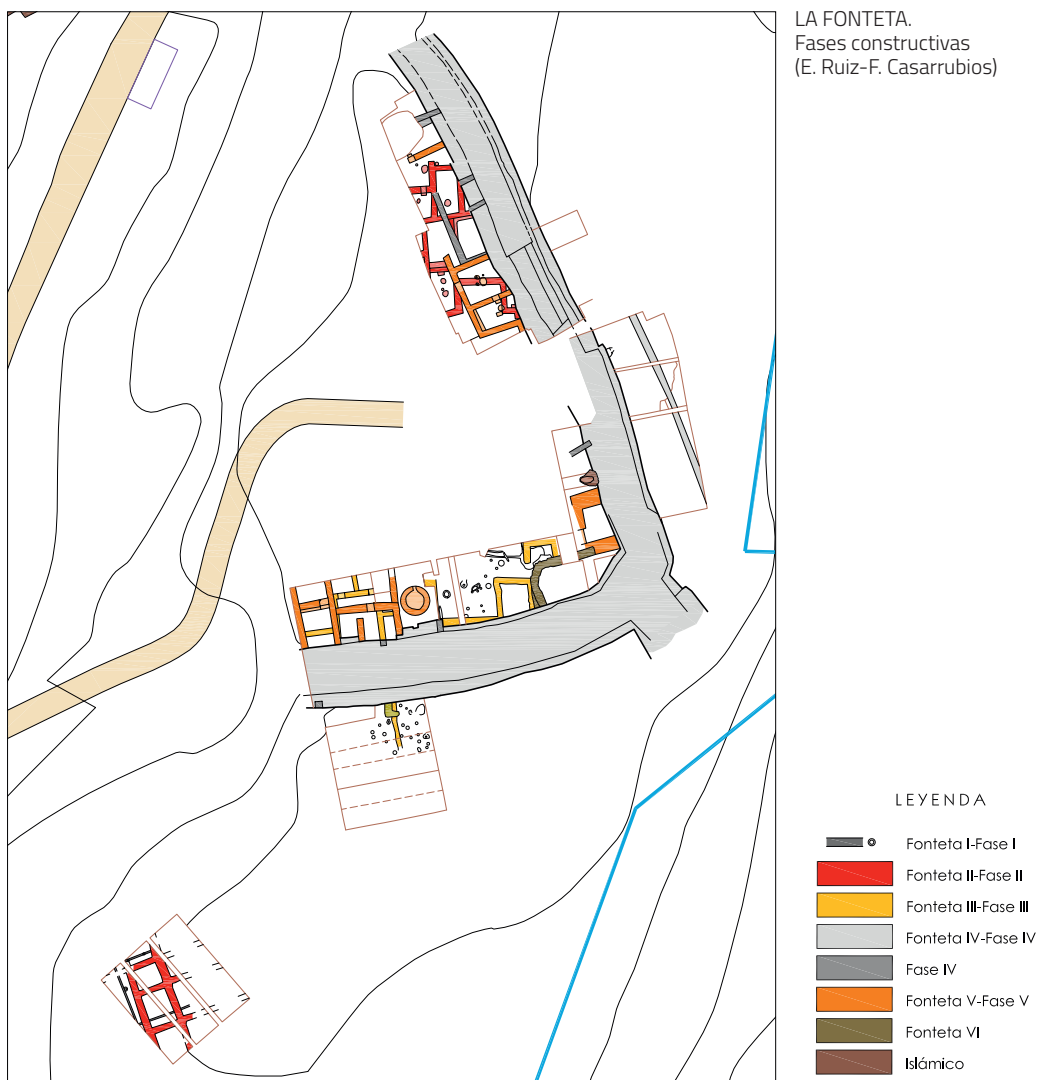 LA FONTETA.
Fases constructivas
(E. Ruiz-F. Casarrubios)
LEYENDA
Fonteta I-Fase I
Fonteta II-Fase II
Fonteta III-Fase III
Fonteta IV-Fase IV
Fase IV
Fonteta V-Fase V
Fonteta VI
Islámico